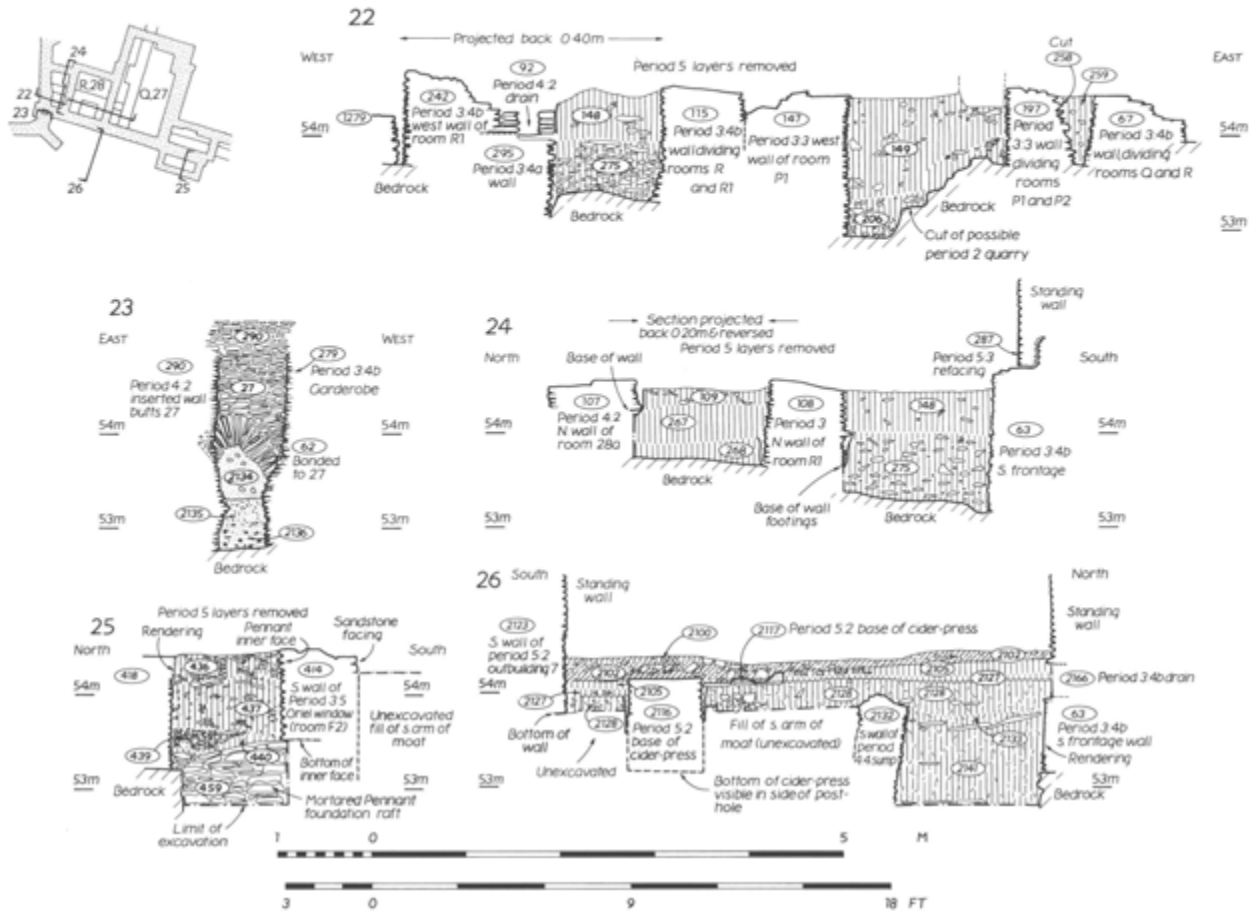 24
R,28
Q,27
22
23
26
25
22
Projected back 0·40m
WEST
EAST
Period 5 layers removed
Cut
258
259
92
Period 4·2
drain
1279
54m
242
Period 3·4b
west wall of
room R1
148
115
Period 3·4b
wall dividing
rooms R
and R1
147
Period 3·3 west
wall of room
P1
149
197
Period
3·3 wall
dividing
rooms
P1 and P2
67
Period 3·4b
wall, dividing
rooms Q and R
54m
295
Period 3·4a
wall
275
Bedrock
Bedrock
206
Bedrock
53m
Cut of possible
period 2 quarry
23
EAST
WEST
290
290
Period 4·2
inserted wall
butts 27
279
Period 3·4b
Garderobe
27
54m
54m
62
Bonded
to 27
2134
2135
53m
53m
2136
Bedrock
24
Section projected
back 0·20m & reversed
North
Period 5 layers removed
Standing
wall
287
Period 5·3
refacing
South
Base of wall
107
Period 4·2
N wall of
room 28a
109
267
268
108
Period 3
N wall of
room R1
148
54m
54m
63
Period 3·4b
S. frontage
275
Bedrock
Base of wall
footings
Bedrock
53m
53m
25
Period 5 layers removed
North
Rendering
Pennant
inner face
Sandstone
facing
South
418
436
414
54m
54m
437
S wall of
Period 3·5
Oriel window
(room F2)
Unexcavated
fill of s. arm of
moat
439
440
Bottom of
inner face
53m
53m
Bedrock
459
Mortared Pennant
foundation raft
Limit of
excavation
26
South
Standing
wall
North
Standing
wall
2123
S wall of
period 5·2
outbuilding 7
2100
2117
Period 5·2 base of cider-press
2102
2105
2127
2166
Period 3·4b drain
54m
54m
2127
2105
2128
2128
2128
2116
Period 5·2
base of
cider-press
Fill of s. arm of
moat (unexcavated)
2132
S wall of
period
4·4 sump
63
Period 3·4b
s. frontage wall
Rendering
Bottom of
wall
Unexcavated
2141
53m
53m
Bedrock
Bottom of cider-press
visible in side of post-
hole
1 0 5 M
3 0 9 18 FT